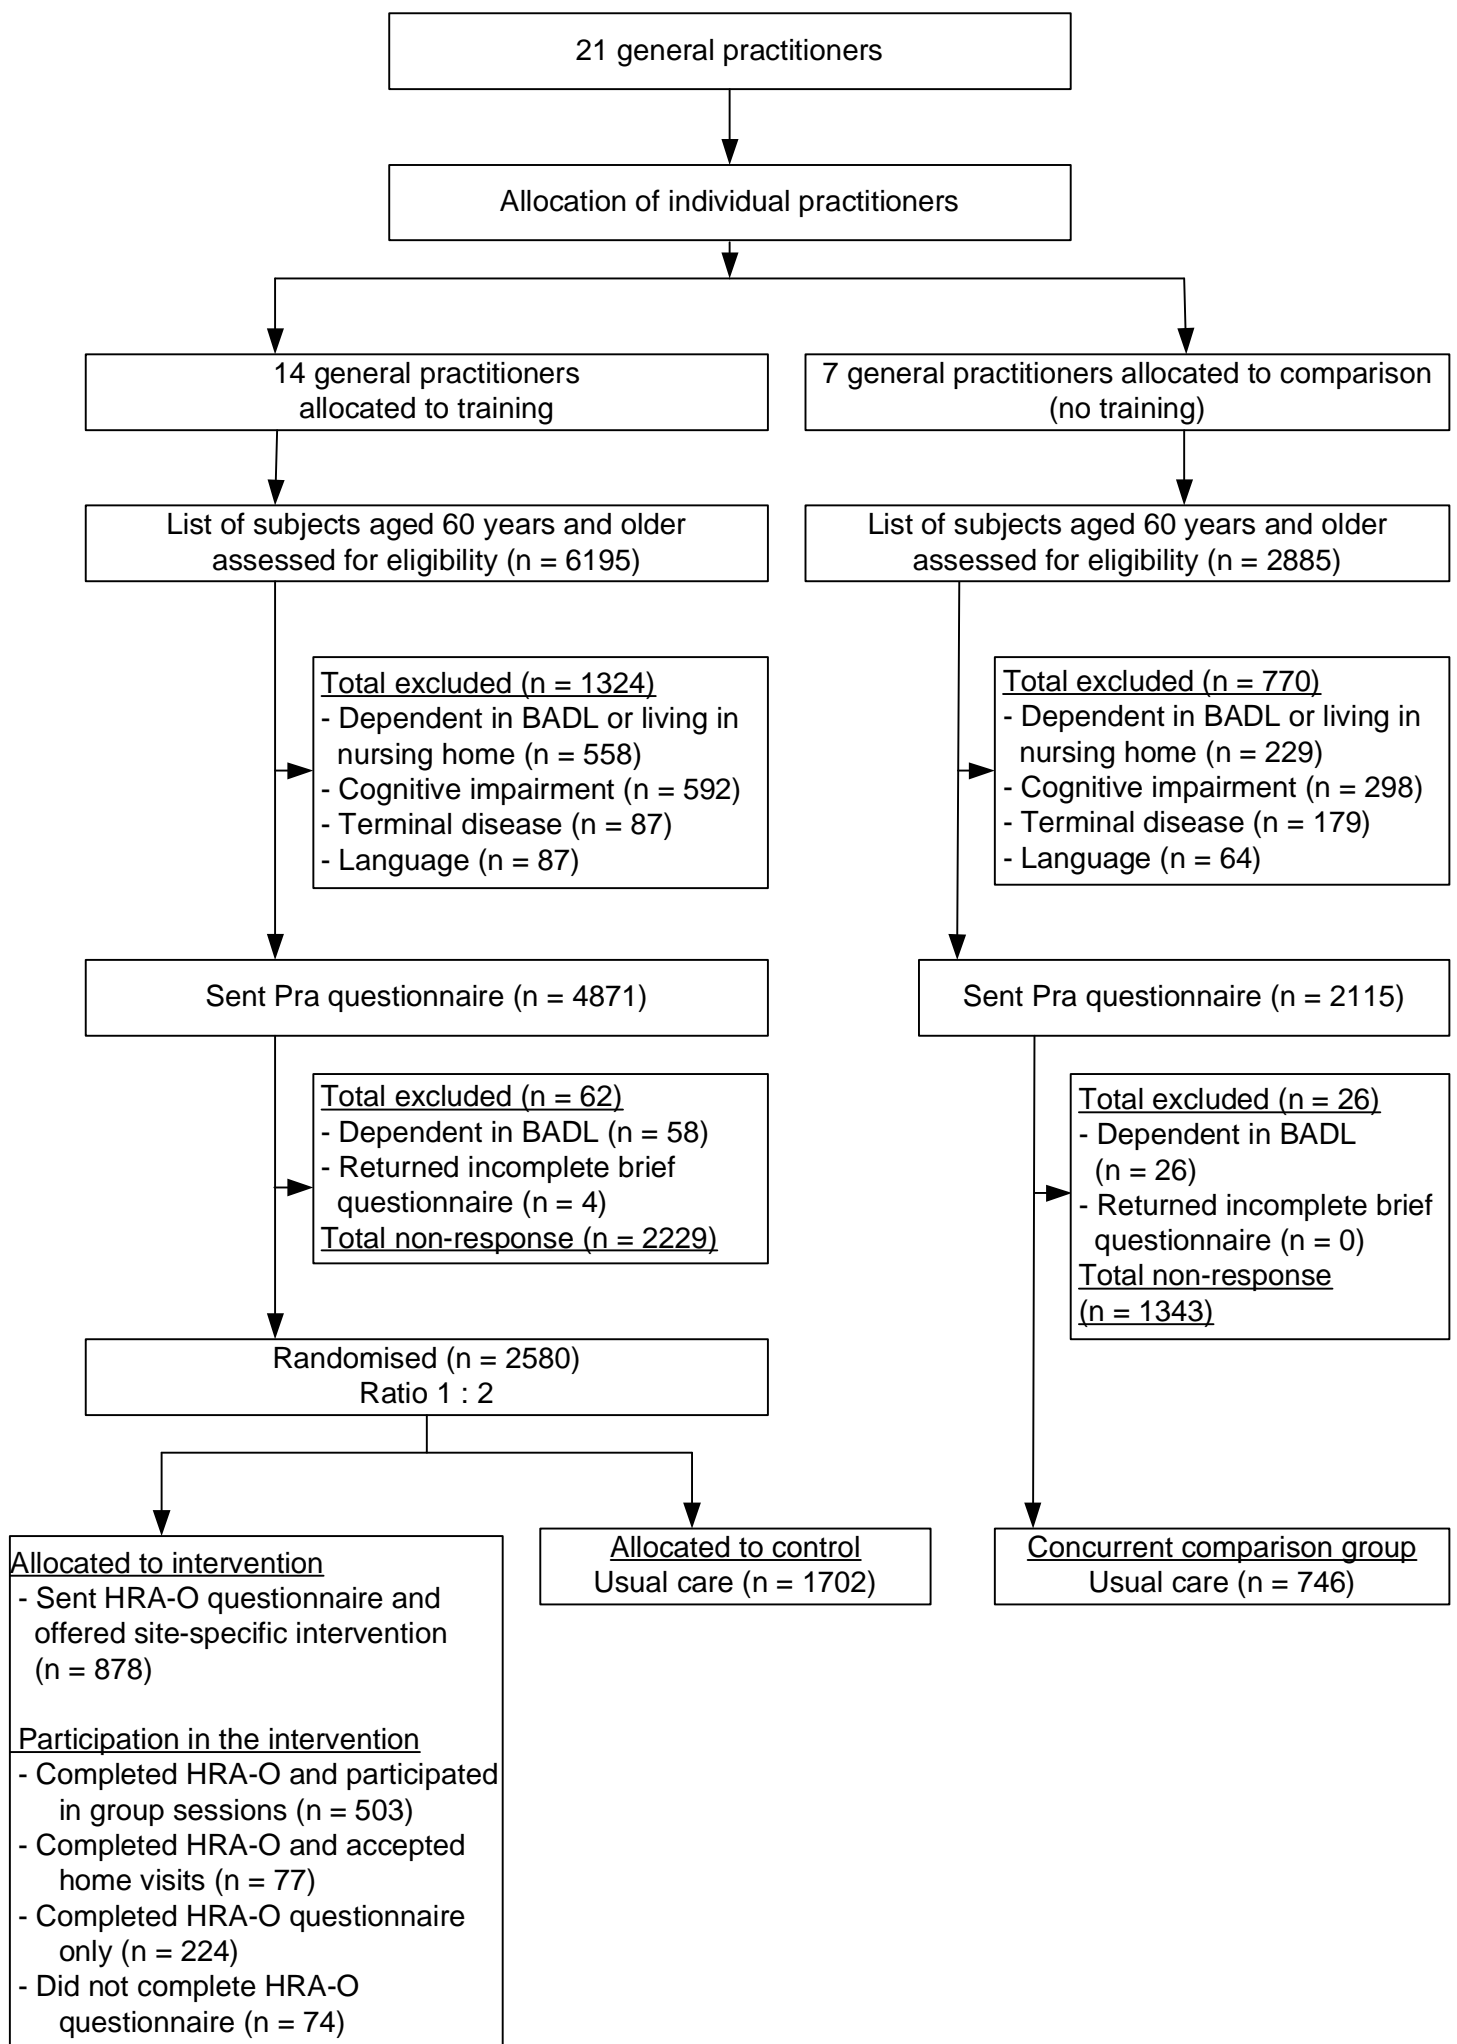 21 general practitioners
Allocation of individual practitioners
14 general practitioners
allocated to training
7 general practitioners allocated to comparison
(no training)
List of subjects aged 60 years and older
assessed for eligibility (n = 6195)
List of subjects aged 60 years and older
assessed for eligibility (n = 2885)
Total excluded (n = 1324)
- Dependent in BADL or living in
nursing home (n = 558)
- Cognitive impairment (n = 592)
- Terminal disease (n = 87)
- Language (n = 87)
Total excluded (n = 770)
- Dependent in BADL or living in
nursing home (n = 229)
- Cognitive impairment (n = 298)
- Terminal disease (n = 179)
- Language (n = 64)
Sent Pra questionnaire (n = 4871)
Sent Pra questionnaire (n = 2115)
Total excluded (n = 62)
- Dependent in BADL (n = 58)
- Returned incomplete brief
questionnaire (n = 4)
Total non-response (n = 2229)
Total excluded (n = 26)
- Dependent in BADL
(n = 26)
- Returned incomplete brief
questionnaire (n = 0)
Total non-response
(n = 1343)
Randomised (n = 2580)
Ratio 1 : 2
Allocated to intervention
- Sent HRA-O questionnaire and
offered site-specific intervention
(n = 878)
Participation in the intervention
- Completed HRA-O and participated
in group sessions (n = 503)
- Completed HRA-O and accepted
home visits (n = 77)
- Completed HRA-O questionnaire
only (n = 224)
- Did not complete HRA-O
questionnaire (n = 74)
Allocated to control
Usual care (n = 1702)
Concurrent comparison group
Usual care (n = 746)